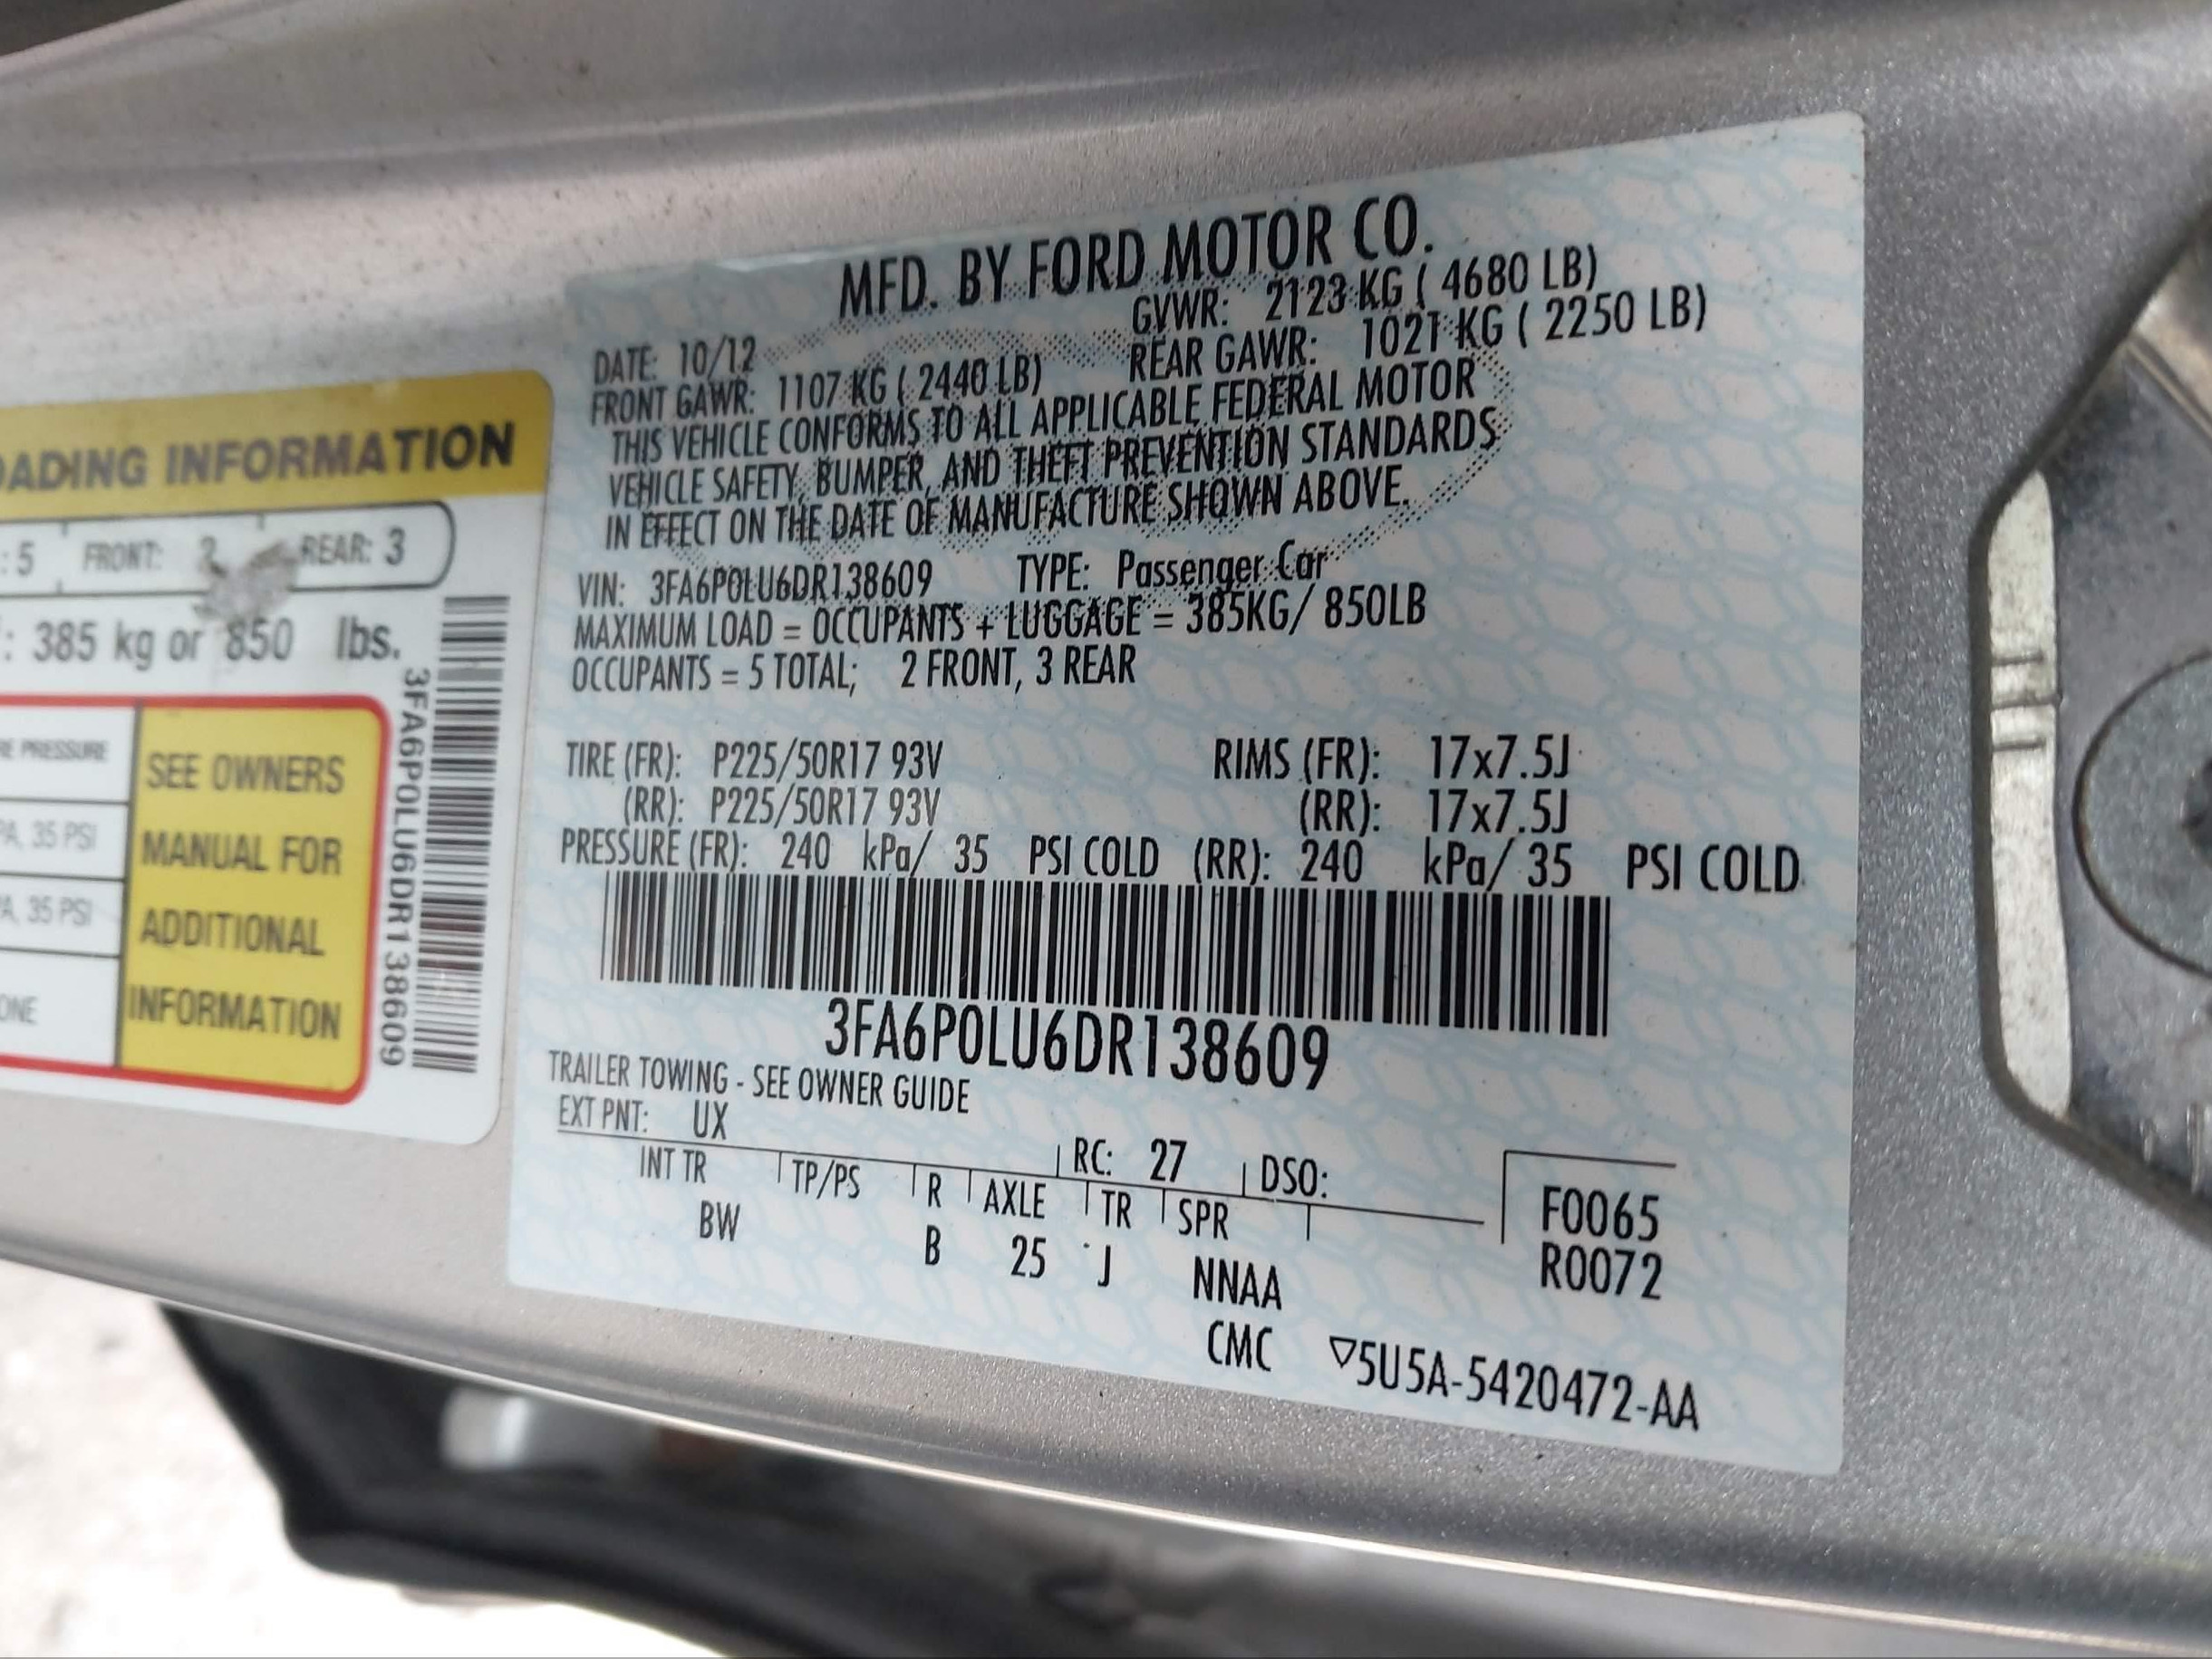 MFD. BY FORD MOTOR CO.
DATE: 10/12 GVWR: 2123 KG ( 4680 LB)
FRONT GAWR: 1107 KG ( 2440 LB) REAR GAWR: 1021 KG ( 2250 LB)
THIS VEHICLE CONFORMS TO ALL APPLICABLE FEDERAL MOTOR
VEHICLE SAFETY, BUMPER, AND THEFT PREVENTION STANDARDS
IN EFFECT ON THE DATE OF MANUFACTURE SHOWN ABOVE.
VIN: 3FA6P0LU6DR138609 TYPE: Passenger Car
MAXIMUM LOAD = OCCUPANTS + LUGGAGE = 385KG/ 850LB
OCCUPANTS = 5 TOTAL; 2 FRONT, 3 REAR
TIRE (FR): P225/50R17 93V RIMS (FR): 17x7.5J
(RR): P225/50R17 93V (RR): 17x7.5J
PRESSURE (FR): 240 kPa/ 35 PSI COLD (RR): 240 kPa/ 35 PSI COLD
3FA6P0LU6DR138609
TRAILER TOWING - SEE OWNER GUIDE
EXT PNT: UX RC: 27 DSO:
INT TR TP/PS R AXLE TR SPR
BW B 25 J NNAA
F0065
R0072
CMC ▽5U5A-5420472-AA
ADING INFORMATION
: 5 FRONT: 2 REAR: 3
: 385 kg or 850 lbs.
RE PRESSURE
PA, 35 PSI
PA, 35 PSI
ONE
SEE OWNERS
MANUAL FOR
ADDITIONAL
INFORMATION
3FA6P0LU6DR138609